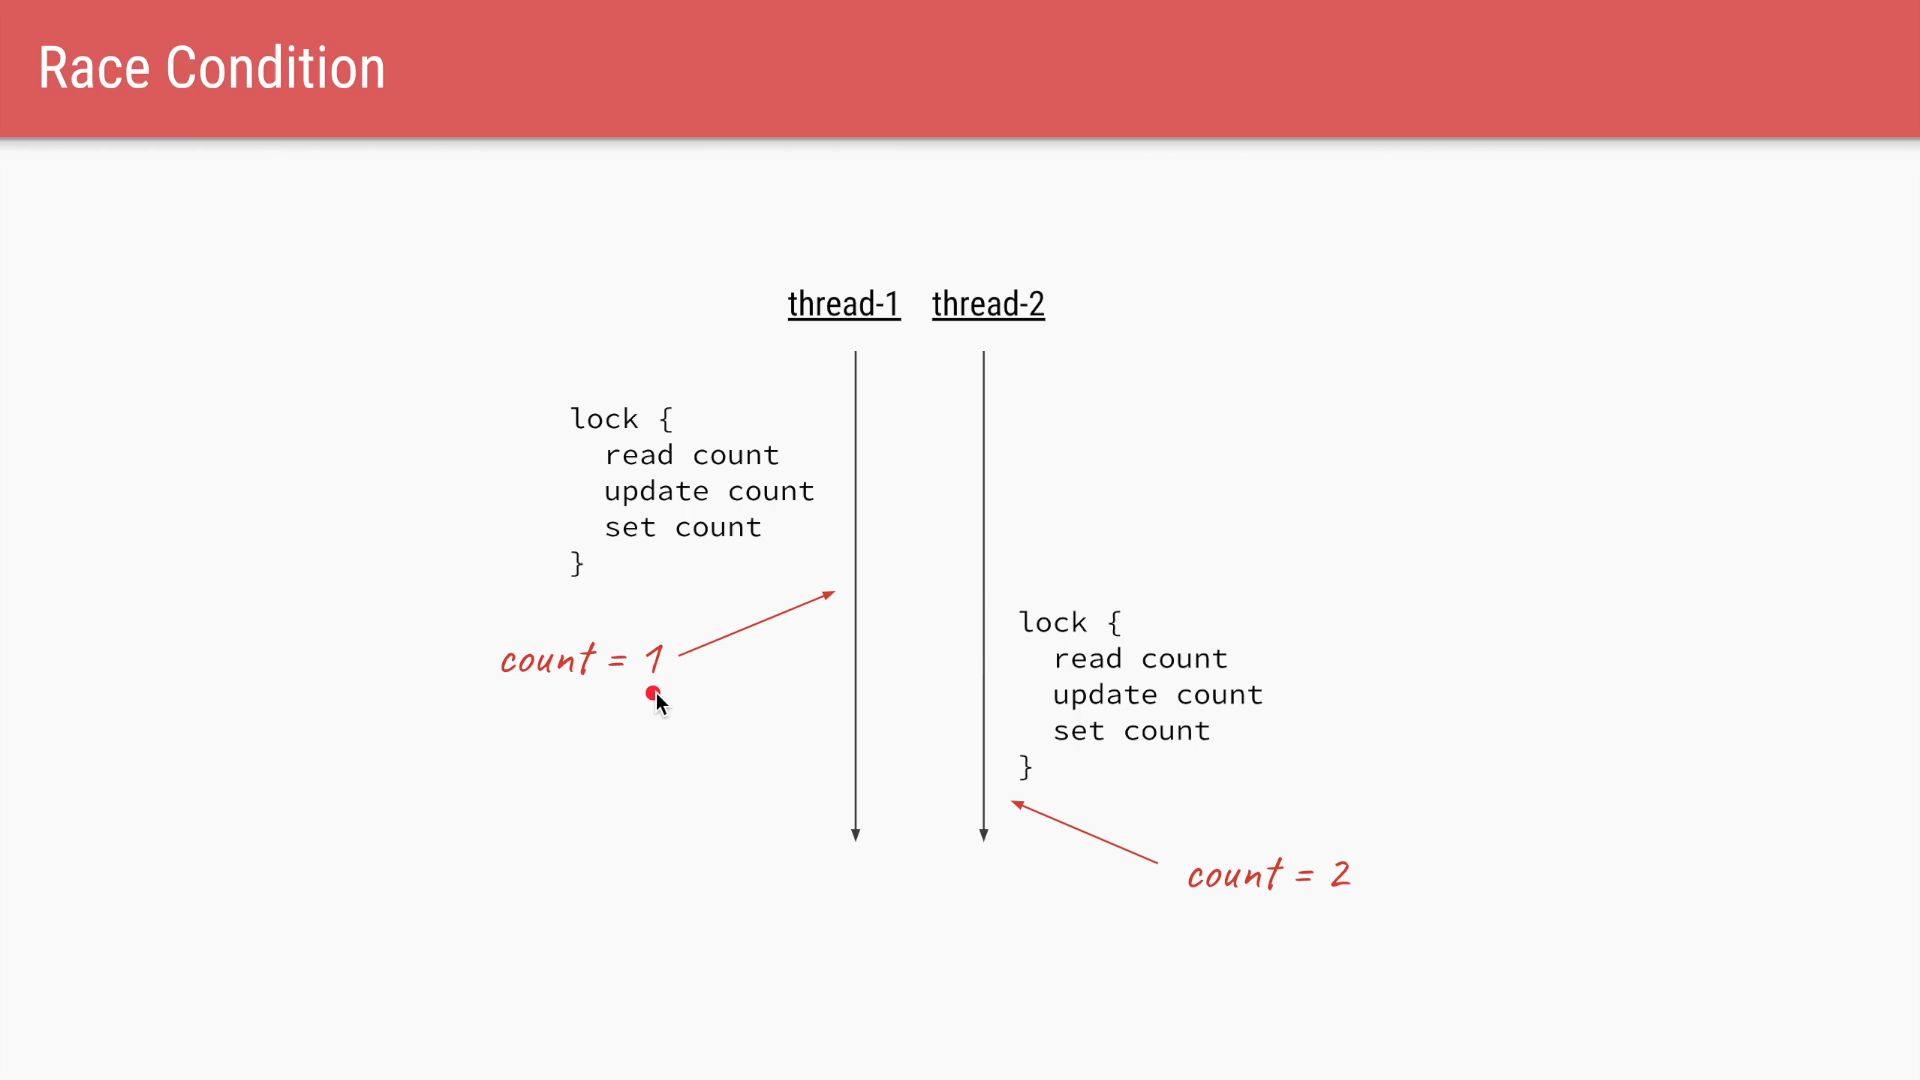 Race Condition
thread-1 thread-2
lock {
  read count
  update count
  set count
}
count = 1
lock {
  read count
  update count
  set count
}
count = 2